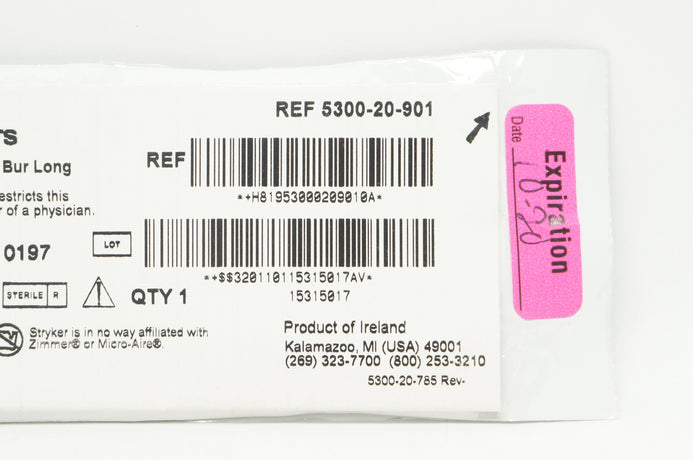 REF 5300-20-901
rs
Bur Long
REF
*+H81953000209010A*
estricts this
r of a physician.
0197
LOT
*+$$320110115315017AV*
15315017
STERILE R
QTY 1
Stryker is in no way affiliated with
Zimmer® or Micro-Aire®.
Product of Ireland
Kalamazoo, MI (USA) 49001
(269) 323-7700 (800) 253-3210
5300-20-785 Rev-
Expiration
Date 10-20